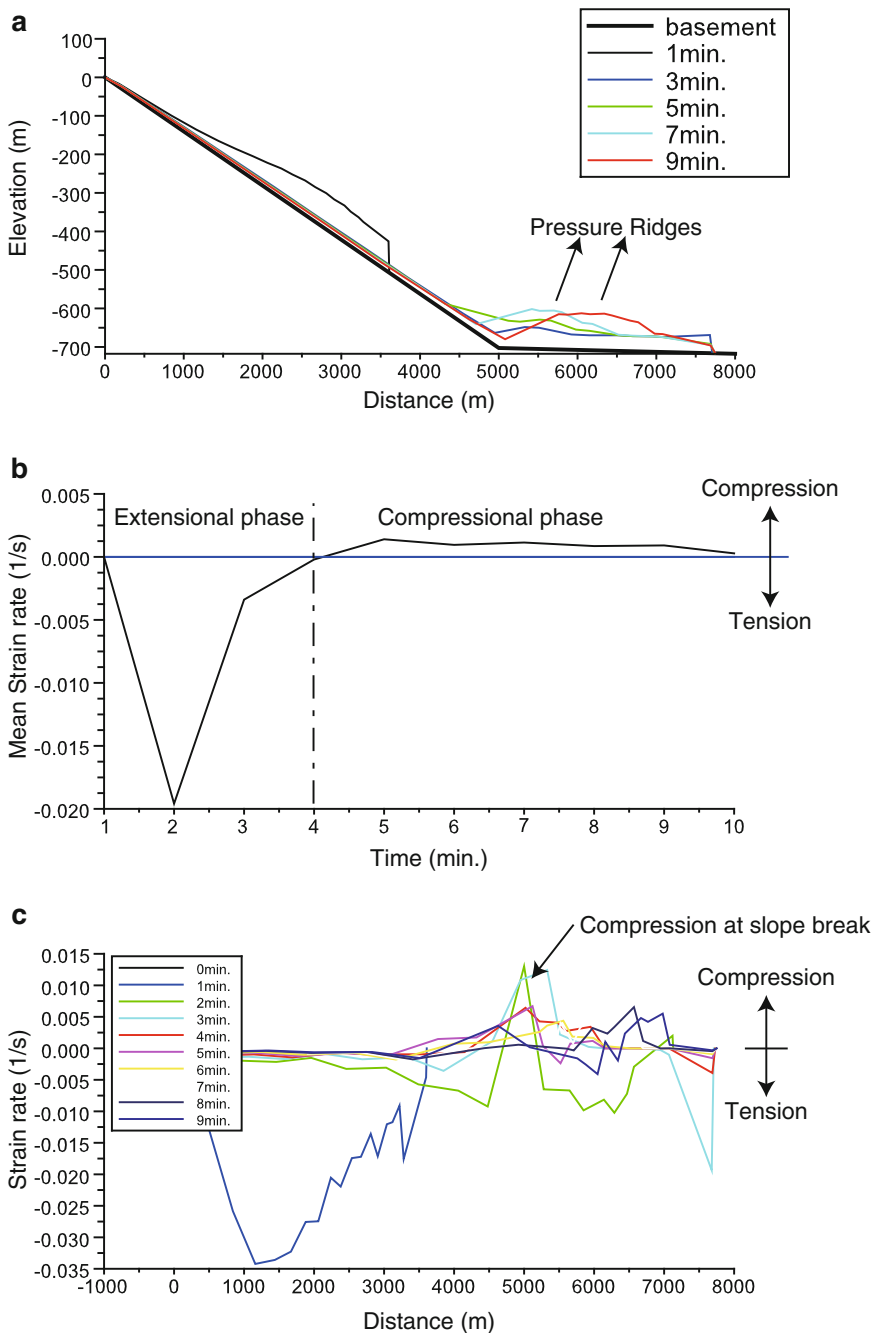 a
basement
1min.
3min.
5min.
7min.
9min.
Pressure Ridges
100
0
-100
-200
-300
-400
-500
-600
-700
Elevation (m)
0 1000 2000 3000 4000 5000 6000 7000 8000
Distance (m)
b
Extensional phase
Compressional phase
Compression
Tension
0.005
0.000
-0.005
-0.010
-0.015
-0.020
Mean Strain rate (1/s)
1 2 3 4 5 6 7 8 9 10
Time (min.)
c
Compression at slope break
0min.
1min.
2min.
3min.
4min.
5min.
6min.
7min.
8min.
9min.
Compression
Tension
0.015
0.010
0.005
0.000
-0.005
-0.010
-0.015
-0.020
-0.025
-0.030
-0.035
Strain rate (1/s)
-1000 0 1000 2000 3000 4000 5000 6000 7000 8000
Distance (m)